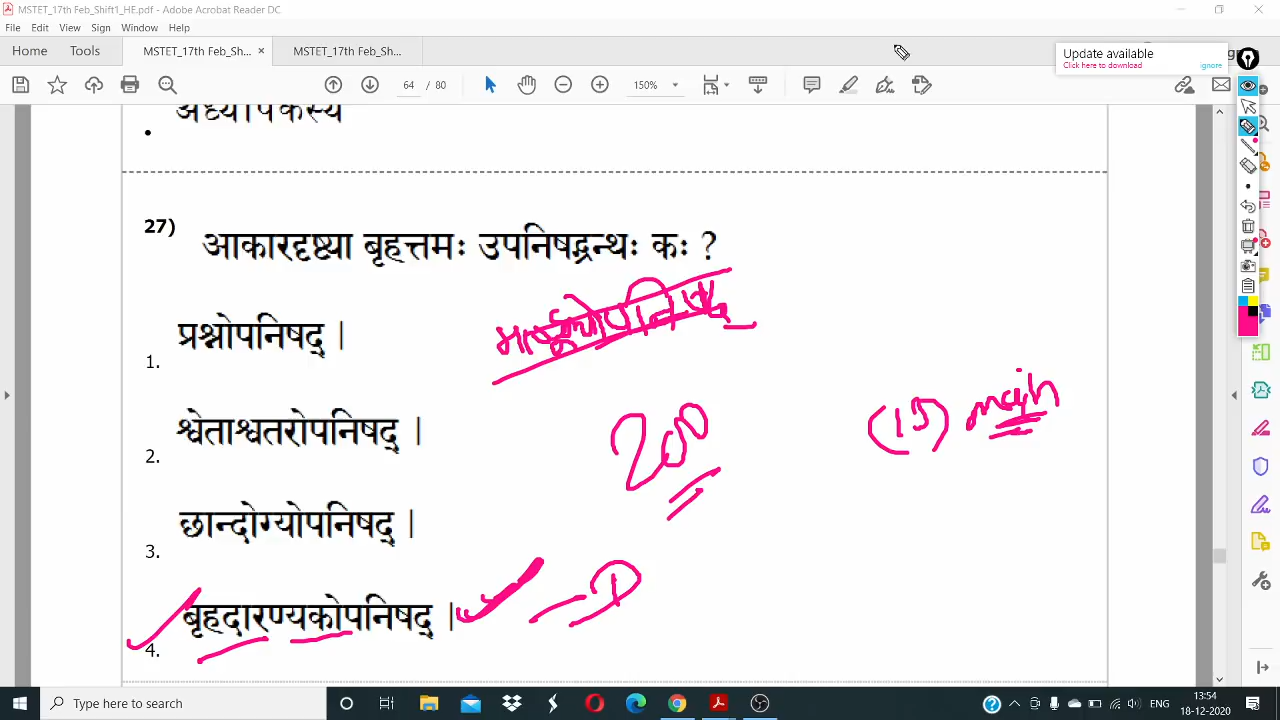 MSTET_17th Feb_Shift1_HE.pdf - Adobe Acrobat Reader DC
File Edit View Sign Window Help
Home Tools MSTET_17th Feb_Sh... × MSTET_17th Feb_Sh...
Update available
Click here to download ignore
64 / 80 150%
अध्यापकस्य
27)
आकारदृष्ट्या बृहत्तमः उपनिषद्ग्रन्थः कः ?
प्रश्नोपनिषद् |
1.
200
(15) main
श्वेताश्वतरोपनिषद् |
2.
छान्दोग्योपनिषद् |
3.
बृहदारण्यकोपनिषद् |
4.
Type here to search
ENG
13:54
18-12-2020